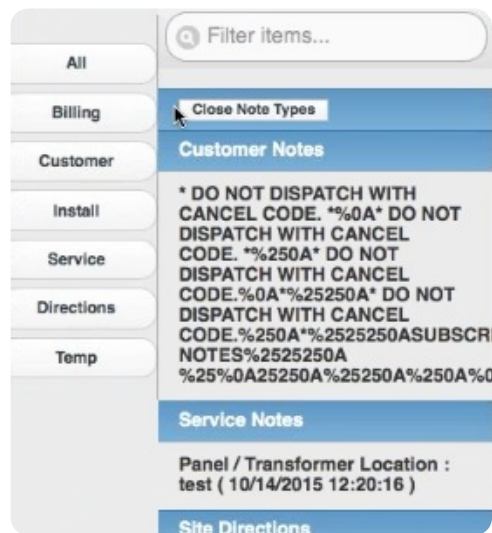 Filter items...
All
Billing
Customer
Install
Service
Directions
Temp
Close Note Types
Customer Notes
* DO NOT DISPATCH WITH
CANCEL CODE. *%0A* DO NOT
DISPATCH WITH CANCEL
CODE. *%250A* DO NOT
DISPATCH WITH CANCEL
CODE.%0A*%25250A* DO NOT
DISPATCH WITH CANCEL
CODE.%250A*%2525250ASUBSCRI
NOTES%2525250A
%25%0A25250A%25250A%250A%0
Service Notes
Panel / Transformer Location :
test ( 10/14/2015 12:20:16 )
Site Directions